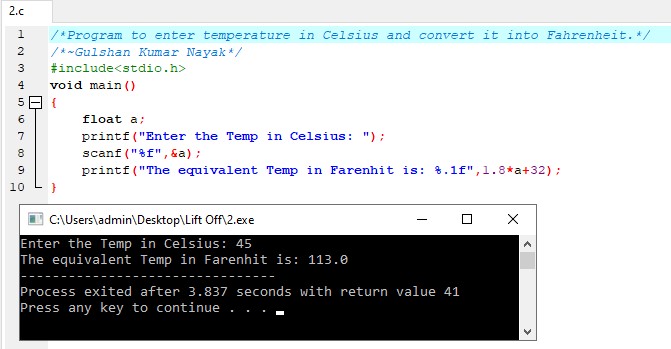 2.c
1 /*Program to enter temperature in Celsius and convert it into Fahrenheit.*/
2 /*~Gulshan Kumar Nayak*/
3 #include<stdio.h>
4 void main()
5 {
6 float a;
7 printf("Enter the Temp in Celsius: ");
8 scanf("%f",&a);
9 printf("The equivalent Temp in Farenhit is: %.1f",1.8*a+32);
10 }
C:\Users\admin\Desktop\Lift Off\2.exe
Enter the Temp in Celsius: 45
The equivalent Temp in Farenhit is: 113.0
--------------------------------
Process exited after 3.837 seconds with return value 41
Press any key to continue . . .